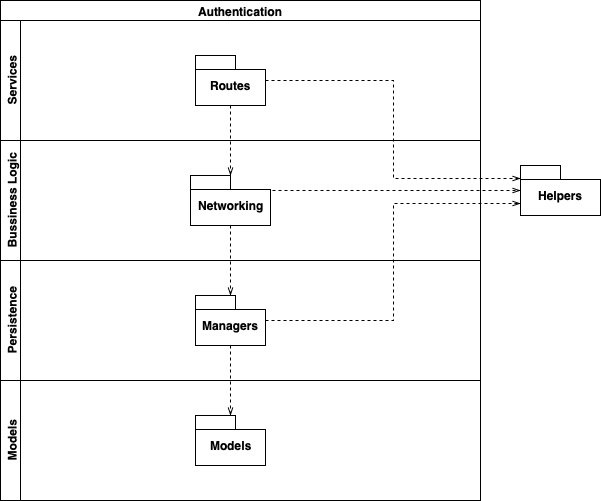 Authentication
Services
Routes
Bussiness Logic
Networking
Helpers
Persistence
Managers
Models
Models